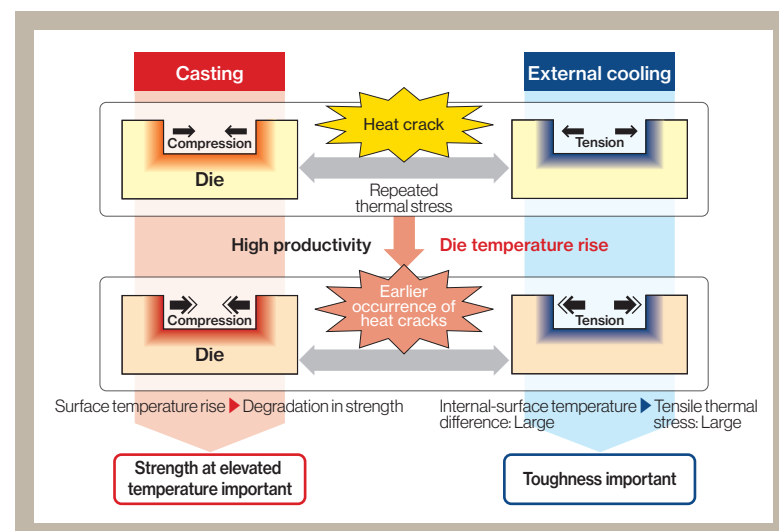 Casting
External cooling
Heat crack
Compression
Tension
Die
Repeated
thermal stress
High productivity
Die temperature rise
Earlier
occurrence of
heat cracks
Compression
Tension
Die
Surface temperature rise ▶ Degradation in strength
Internal-surface temperature ▶ Tensile thermal
difference: Large stress: Large
Strength at elevated
temperature important
Toughness important